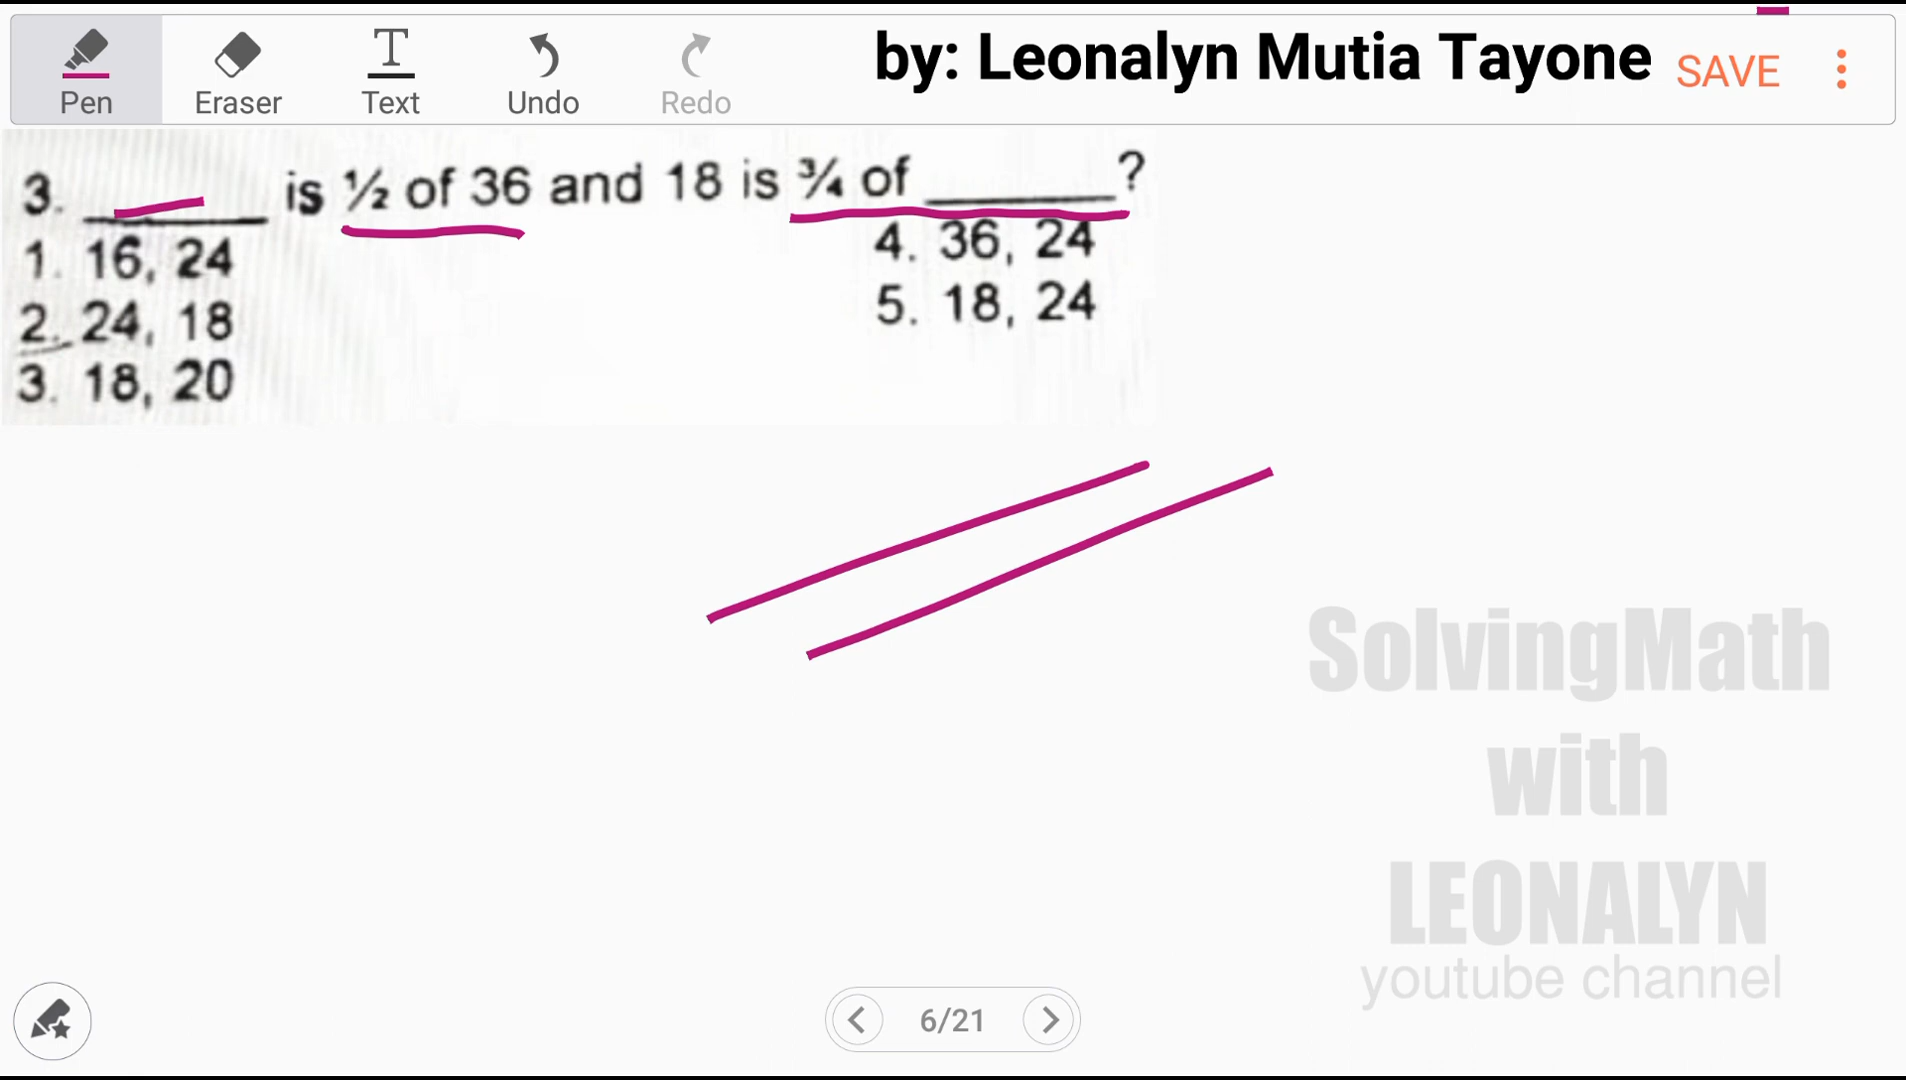 by: Leonalyn Mutia Tayone
Pen Eraser Text Undo Redo SAVE
3. ________ is ½ of 36 and 18 is ¾ of ________?
1. 16, 24
2. 24, 18
3. 18, 20
4. 36, 24
5. 18, 24
SolvingMath
with
LEONALYN
youtube channel
6/21